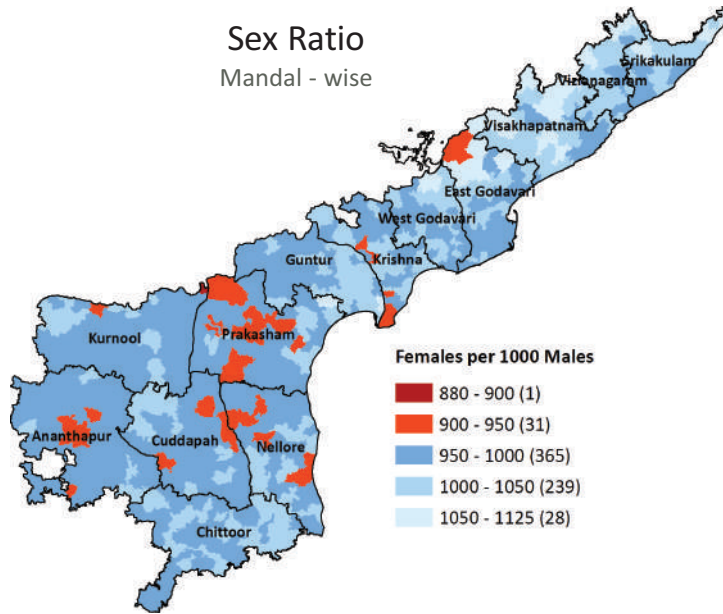 Sex Ratio
Mandal - wise
Srikakulam
Vizianagaram
Visakhapatnam
East Godavari
West Godavari
Krishna
Guntur
Prakasham
Kurnool
Ananthapur
Cuddapah
Nellore
Chittoor
Females per 1000 Males
880 - 900 (1)
900 - 950 (31)
950 - 1000 (365)
1000 - 1050 (239)
1050 - 1125 (28)